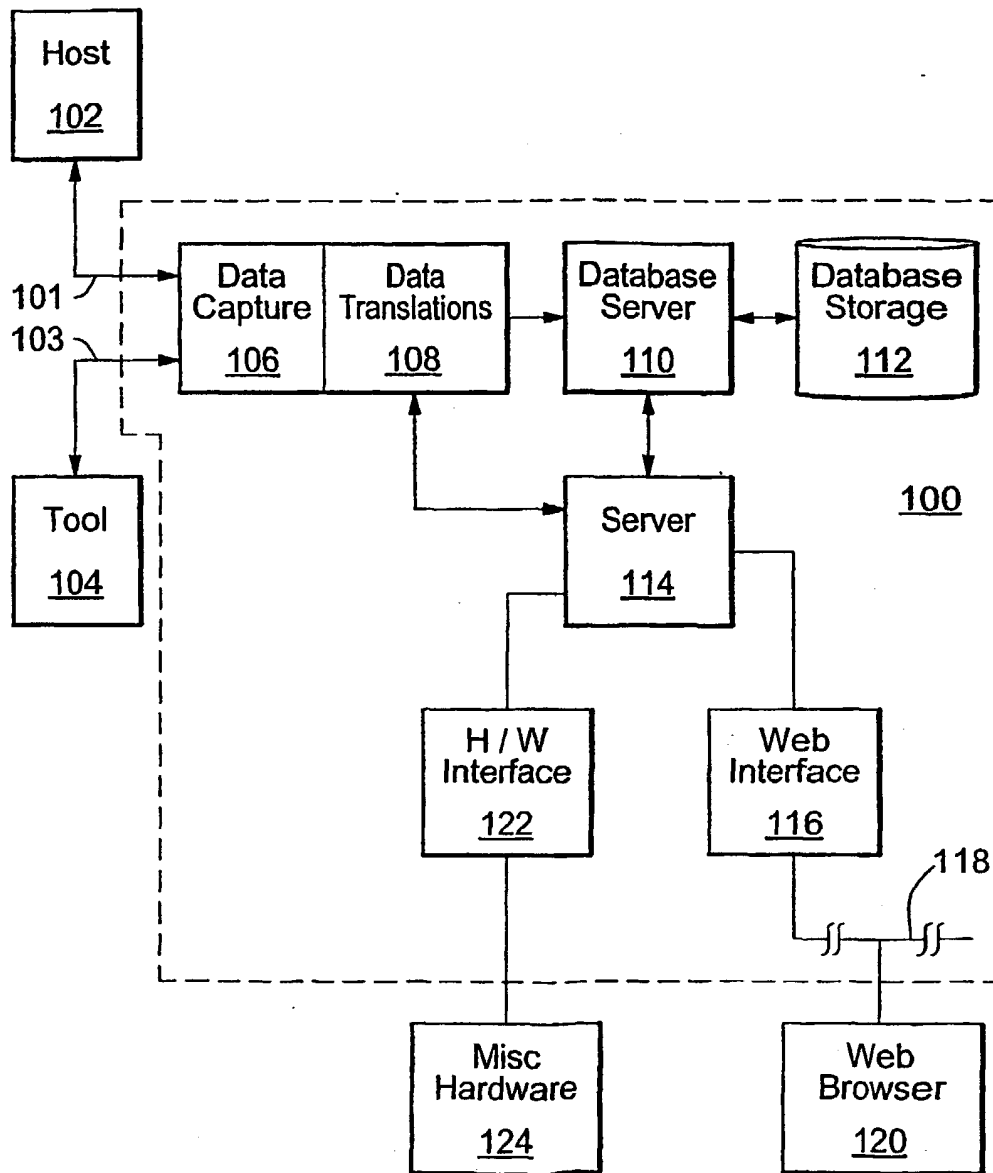 Host
102
101
103
Data
Capture
106
Data
Translations
108
Database
Server
110
Database
Storage
112
Tool
104
Server
114
100
H / W
Interface
122
Web
Interface
116
118
Misc
Hardware
124
Web
Browser
120